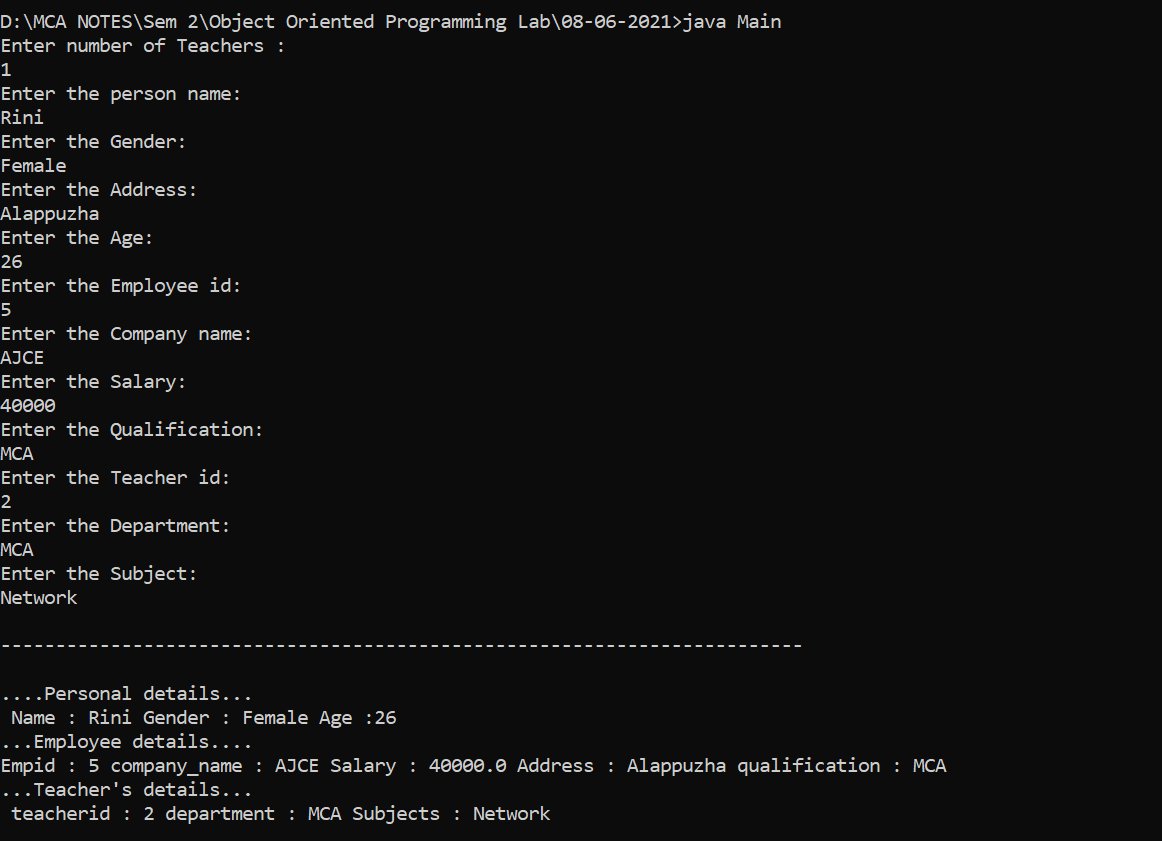 D:\MCA NOTES\Sem 2\Object Oriented Programming Lab\08-06-2021>java Main
Enter number of Teachers :
1
Enter the person name:
Rini
Enter the Gender:
Female
Enter the Address:
Alappuzha
Enter the Age:
26
Enter the Employee id:
5
Enter the Company name:
AJCE
Enter the Salary:
40000
Enter the Qualification:
MCA
Enter the Teacher id:
2
Enter the Department:
MCA
Enter the Subject:
Network
-------------------------------------------------------------------------
....Personal details...
Name : Rini Gender : Female Age :26
...Employee details....
Empid : 5 company_name : AJCE Salary : 40000.0 Address : Alappuzha qualification : MCA
...Teacher's details...
teacherid : 2 department : MCA Subjects : Network